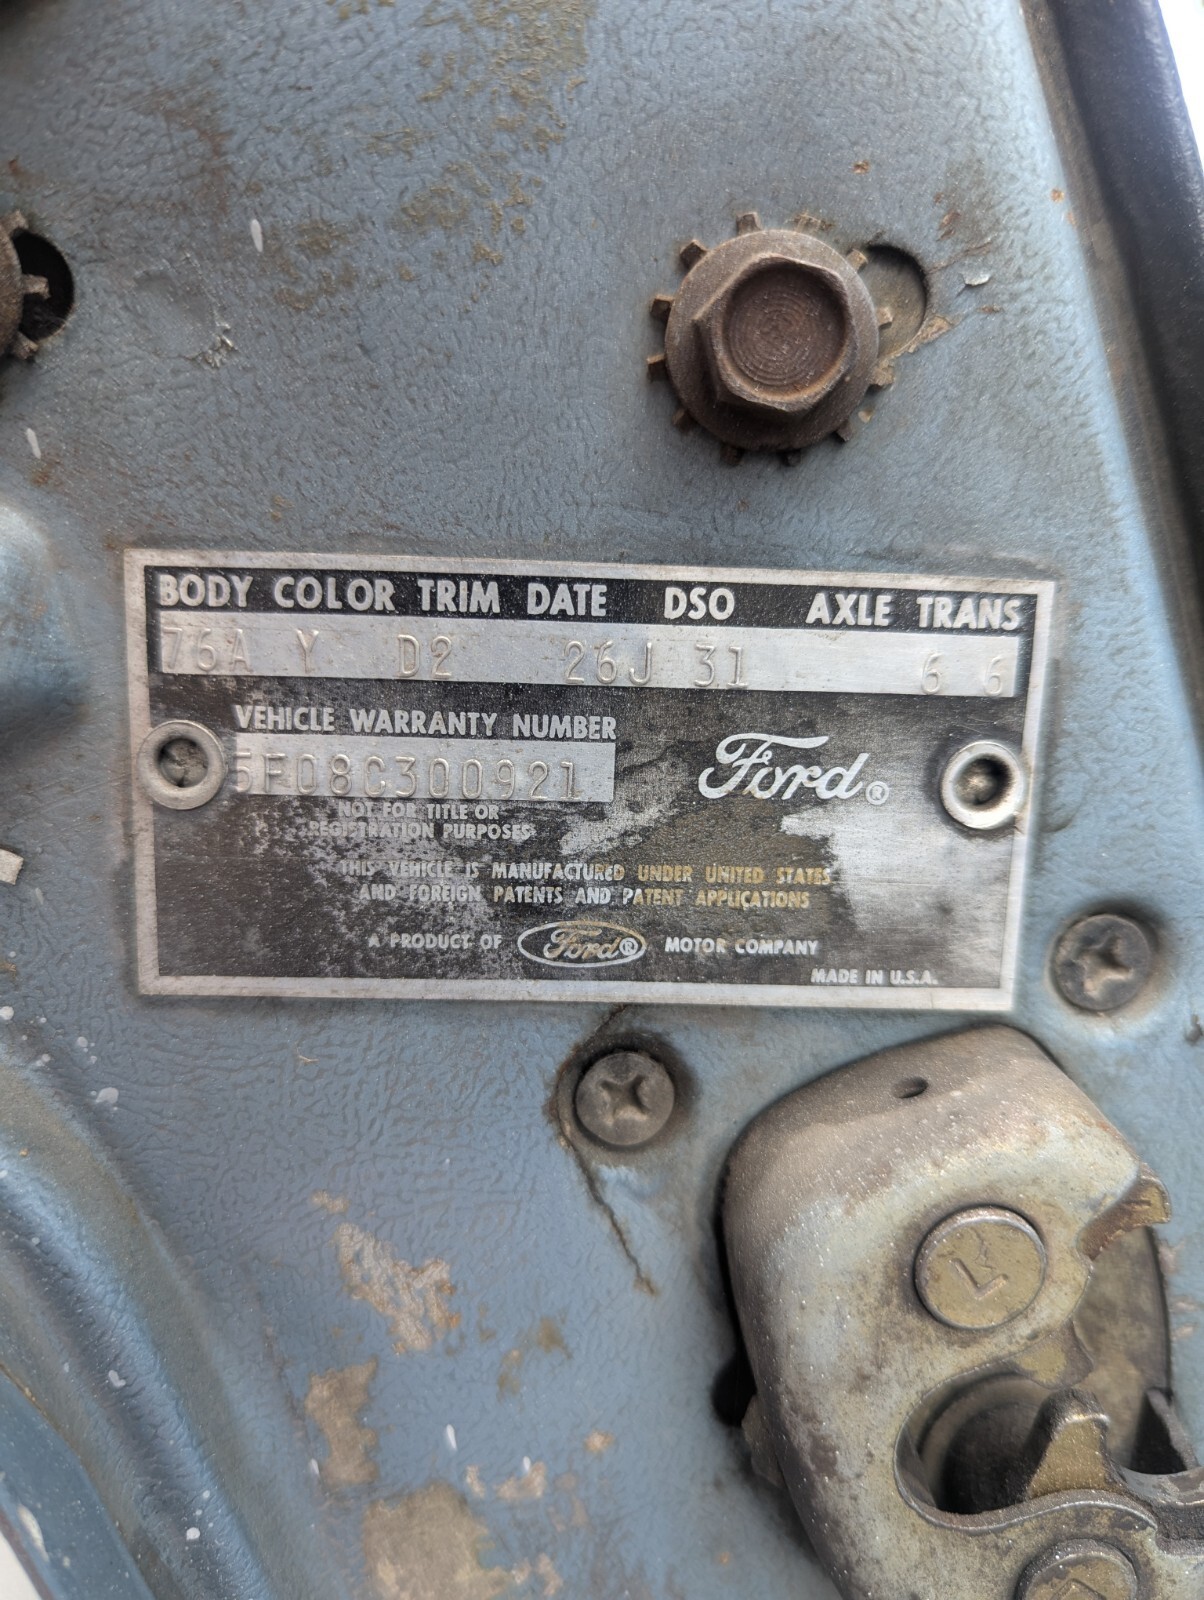 BODY COLOR TRIM DATE DSO AXLE TRANS
76A Y D2 26J 31 6 6
VEHICLE WARRANTY NUMBER
5F08C300921
Ford®
NOT FOR TITLE OR
REGISTRATION PURPOSES
THIS VEHICLE IS MANUFACTURED UNDER UNITED STATES
AND FOREIGN PATENTS AND PATENT APPLICATIONS
A PRODUCT OF Ford® MOTOR COMPANY
MADE IN U.S.A.
L